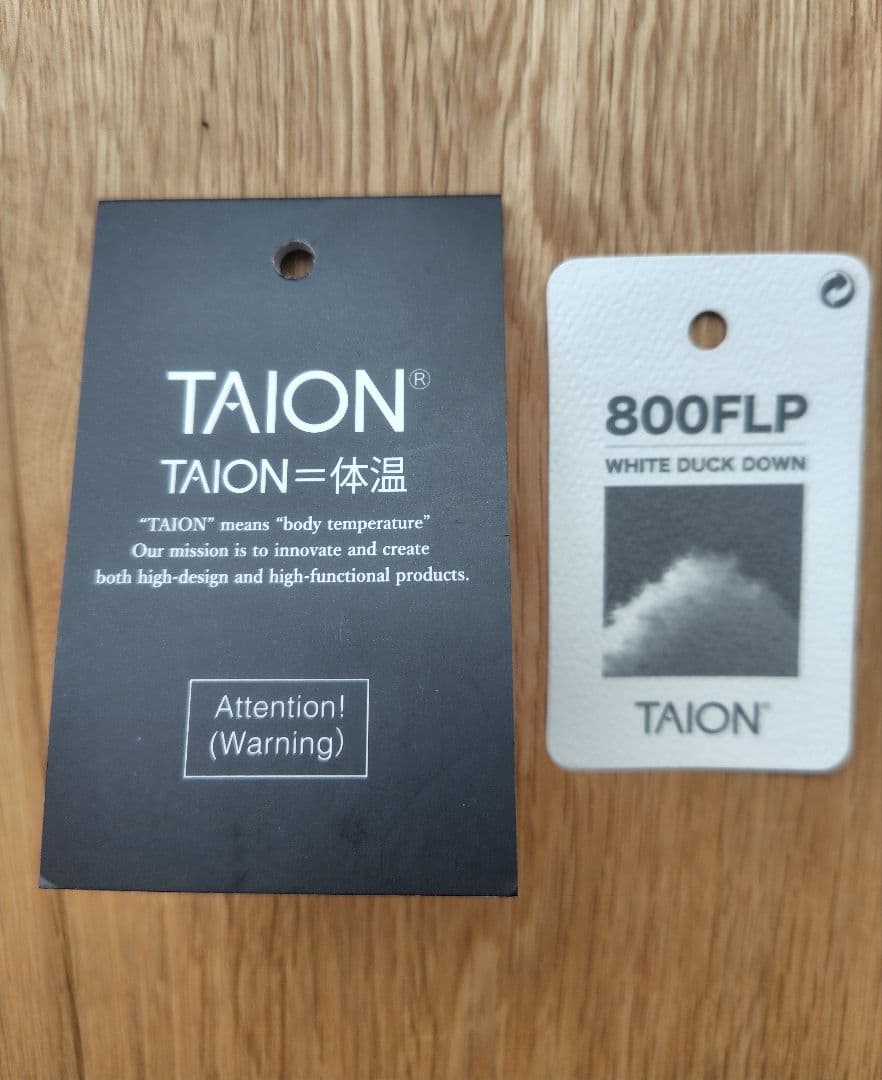 TAION®
TAION=体温
“TAION” means “body temperature”
Our mission is to innovate and create
both high-design and high-functional products.
Attention!
(Warning)
800FLP
WHITE DUCK DOWN
TAION®